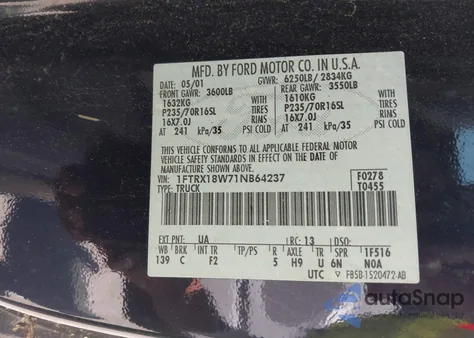 MFD. BY FORD MOTOR CO. IN U.S.A.
DATE: 05/01 GVWR: 6250LB/ 2834KG
FRONT GAWR: 3600LB REAR GAWR: 3550LB
1632KG WITH 1610KG WITH
P235/70R16SL TIRES P235/70R16SL TIRES
16X7.0J RIMS 16X7.0J RIMS
AT 241 kPa/35 PSI COLD AT 241 kPa/35 PSI COLD
THIS VEHICLE CONFORMS TO ALL APPLICABLE FEDERAL MOTOR
VEHICLE SAFETY STANDARDS IN EFFECT ON THE DATE OF
MANUFACTURE SHOWN ABOVE.
VIN: 1FTRX18W71NB64237 F0278
TYPE: TRUCK T0455
EXT PNT: UA RC: 13 DSO:
WB BRK INT TR TP/PS R AXLE TR SPR 1F516
139 C F2 5 H9 U 6N N0A
UTC F85B-1520472-AB
autoSnap